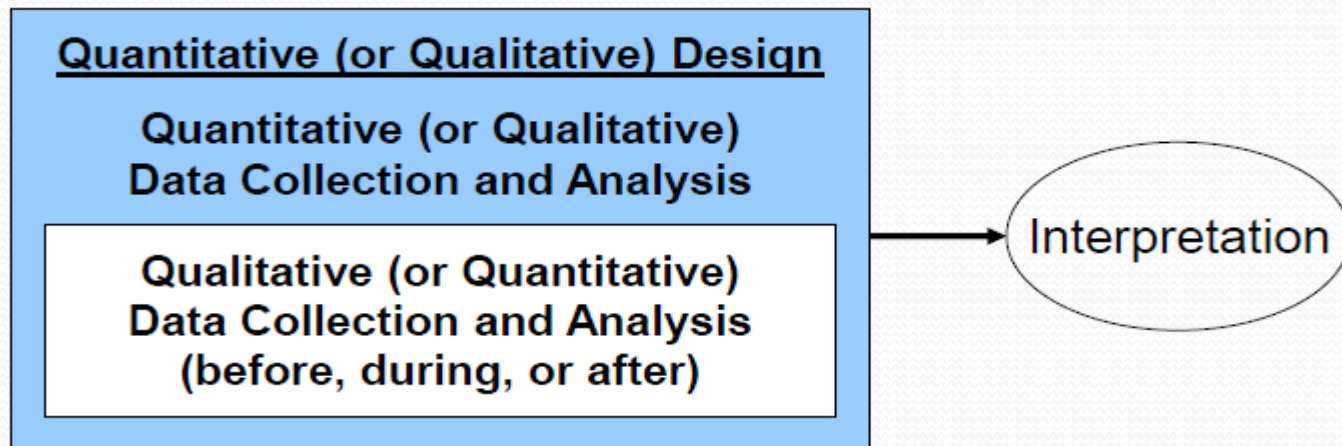 Quantitative (or Qualitative) Design
Quantitative (or Qualitative)
Data Collection and Analysis
Qualitative (or Quantitative)
Data Collection and Analysis
(before, during, or after)
Interpretation